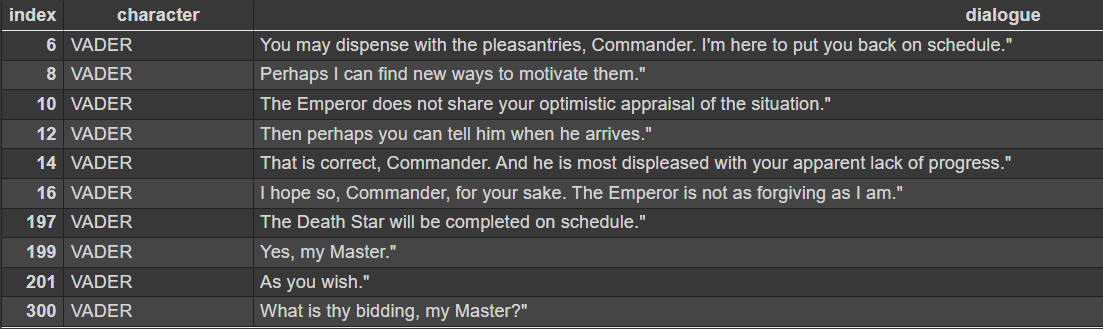 index character dialogue
6 VADER You may dispense with the pleasantries, Commander. I'm here to put you back on schedule."
8 VADER Perhaps I can find new ways to motivate them."
10 VADER The Emperor does not share your optimistic appraisal of the situation."
12 VADER Then perhaps you can tell him when he arrives."
14 VADER That is correct, Commander. And he is most displeased with your apparent lack of progress."
16 VADER I hope so, Commander, for your sake. The Emperor is not as forgiving as I am."
197 VADER The Death Star will be completed on schedule."
199 VADER Yes, my Master."
201 VADER As you wish."
300 VADER What is thy bidding, my Master?"